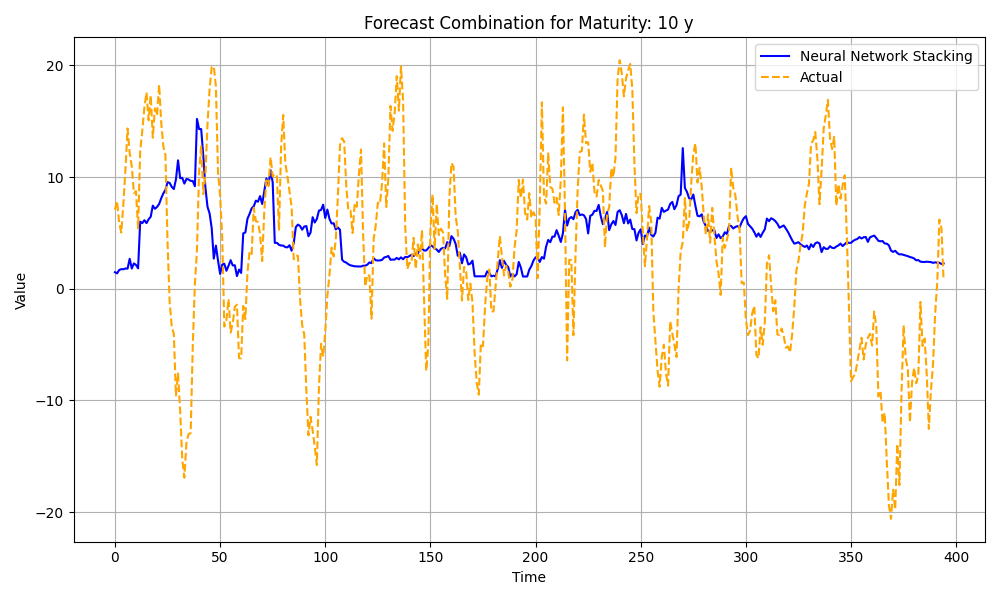 Forecast Combination for Maturity: 10 y
Neural Network Stacking
Actual
Value
20
10
0
−10
−20
0 50 100 150 200 250 300 350 400
Time